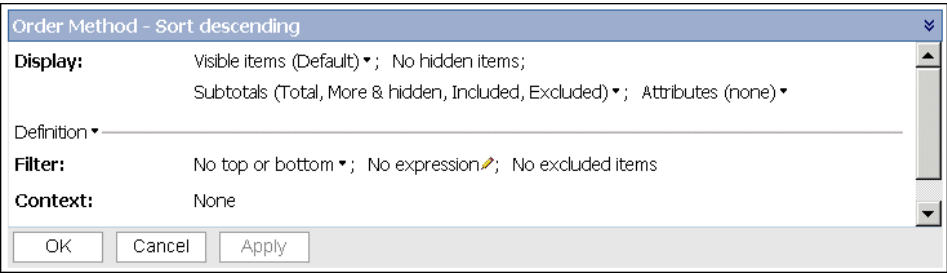 Order Method - Sort descending
Display: Visible items (Default) ; No hidden items;
Subtotals (Total, More & hidden, Included, Excluded) ; Attributes (none)
Definition
Filter: No top or bottom ; No expression ; No excluded items
Context: None
OK Cancel Apply